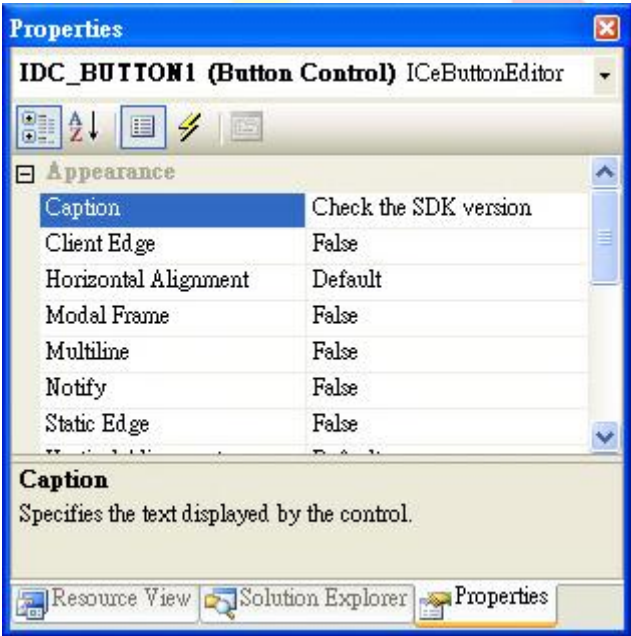 Properties
IDC_BUTTON1 (Button Control) ICeButtonEditor
Appearance
Caption Check the SDK version
Client Edge False
Horizontal Alignment Default
Modal Frame False
Multiline False
Notify False
Static Edge False
Caption
Specifies the text displayed by the control.
Resource View Solution Explorer Properties